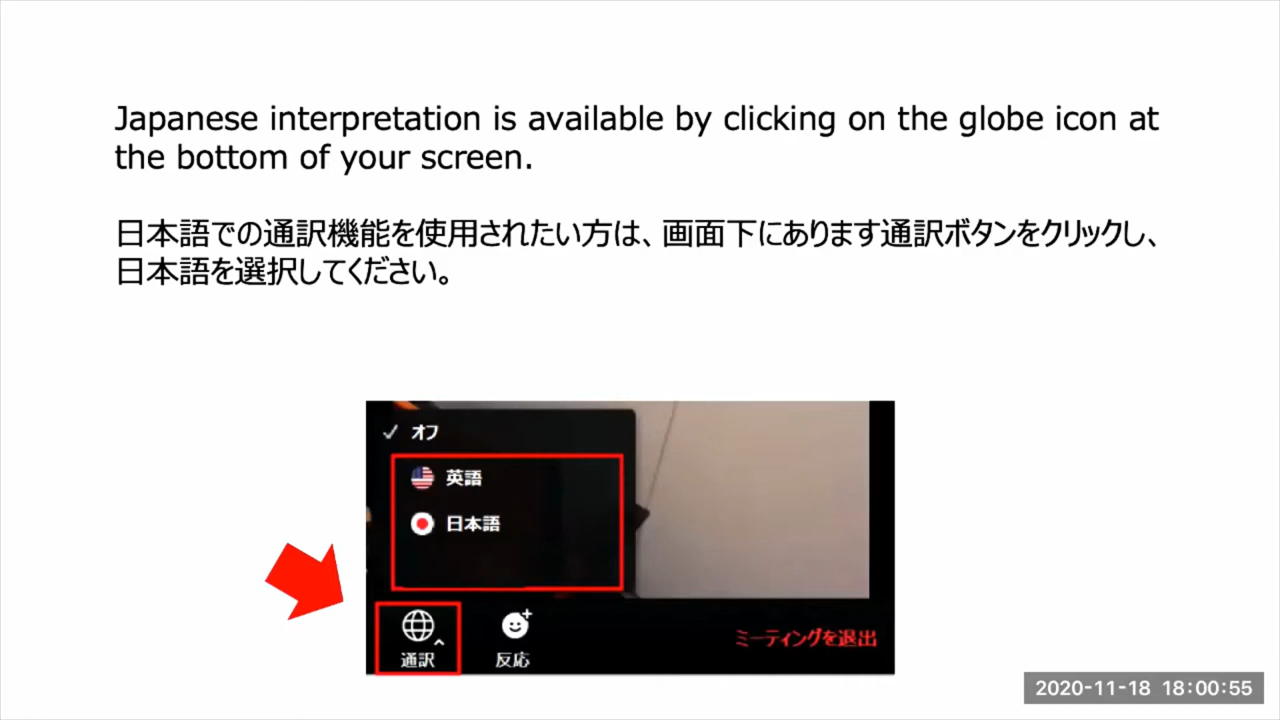 Japanese interpretation is available by clicking on the globe icon at
the bottom of your screen.
日本語での通訳機能を使用されたい方は、画面下にあります通訳ボタンをクリックし、
日本語を選択してください。
✓ オフ
英語
日本語
通訳
反応
ミーティングを退出
2020-11-18 18:00:55